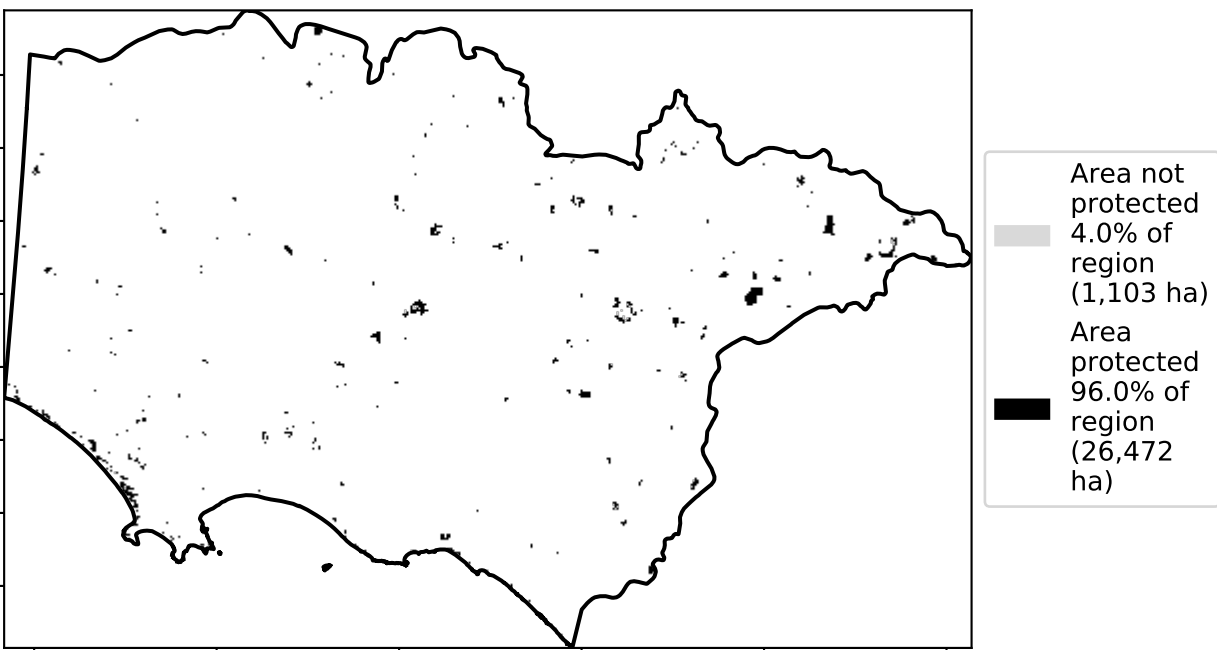 Area not
protected
4.0% of
region
(1,103 ha)
Area
protected
96.0% of
region
(26,472
ha)